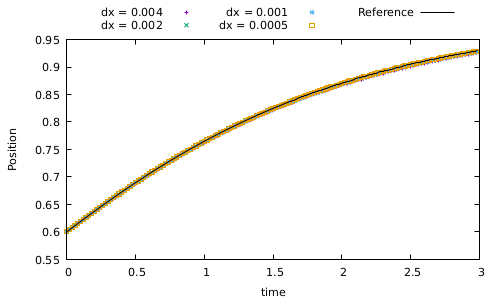 dx = 0.004 dx = 0.001 Reference
dx = 0.002 dx = 0.0005
0.95
0.9
0.85
0.8
0.75
0.7
0.65
0.6
0.55
Position
0 0.5 1 1.5 2 2.5 3
time